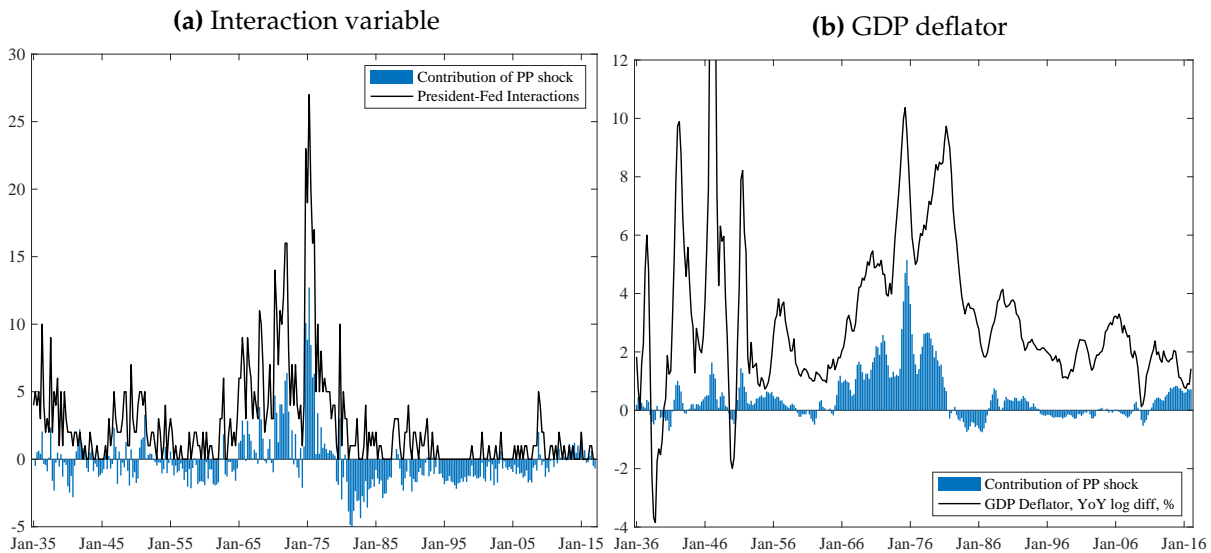 (a) Interaction variable
30
25
20
15
10
5
0
-5
Contribution of PP shock
President-Fed Interactions
Jan-35 Jan-45 Jan-55 Jan-65 Jan-75 Jan-85 Jan-95 Jan-05 Jan-15
(b) GDP deflator
12
10
8
6
4
2
0
-2
-4
Contribution of PP shock
GDP Deflator, YoY log diff, %
Jan-36 Jan-46 Jan-56 Jan-66 Jan-76 Jan-86 Jan-96 Jan-06 Jan-16